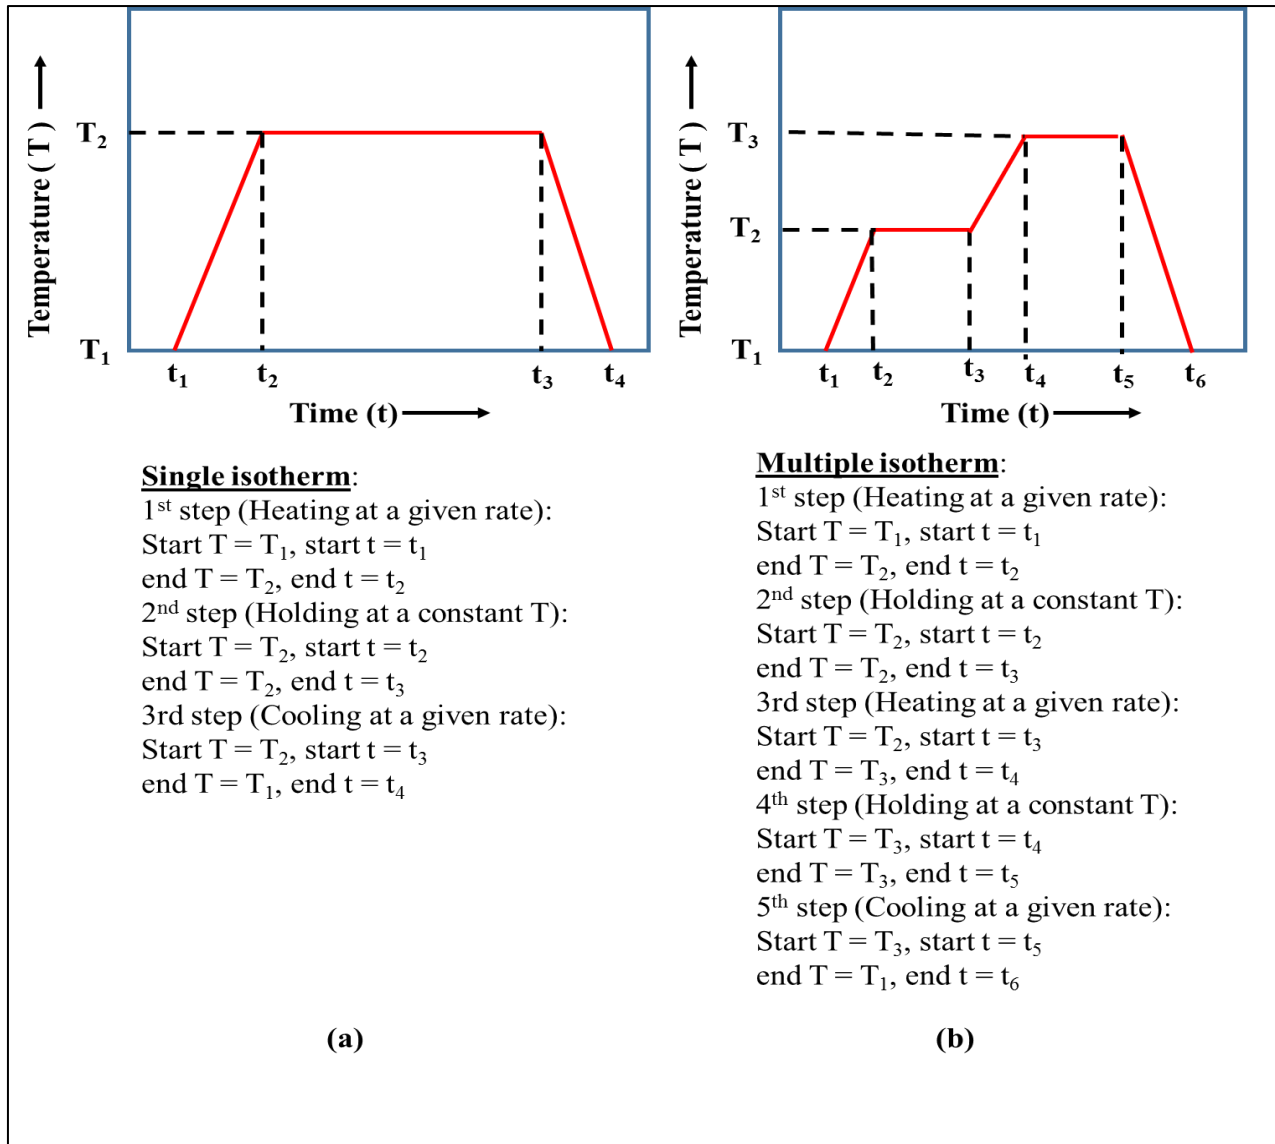 Temperature ( T )
T₂
T₁
t₁ t₂ t₃ t₄
Time (t)
Single isotherm:
1st step (Heating at a given rate):
Start T = T₁, start t = t₁
end T = T₂, end t = t₂
2nd step (Holding at a constant T):
Start T = T₂, start t = t₂
end T = T₂, end t = t₃
3rd step (Cooling at a given rate):
Start T = T₂, start t = t₃
end T = T₁, end t = t₄
(a)
Temperature ( T )
T₃
T₂
T₁
t₁ t₂ t₃ t₄ t₅ t₆
Time (t)
Multiple isotherm:
1st step (Heating at a given rate):
Start T = T₁, start t = t₁
end T = T₂, end t = t₂
2nd step (Holding at a constant T):
Start T = T₂, start t = t₂
end T = T₂, end t = t₃
3rd step (Heating at a given rate):
Start T = T₂, start t = t₃
end T = T₃, end t = t₄
4th step (Holding at a constant T):
Start T = T₃, start t = t₄
end T = T₃, end t = t₅
5th step (Cooling at a given rate):
Start T = T₃, start t = t₅
end T = T₁, end t = t₆
(b)